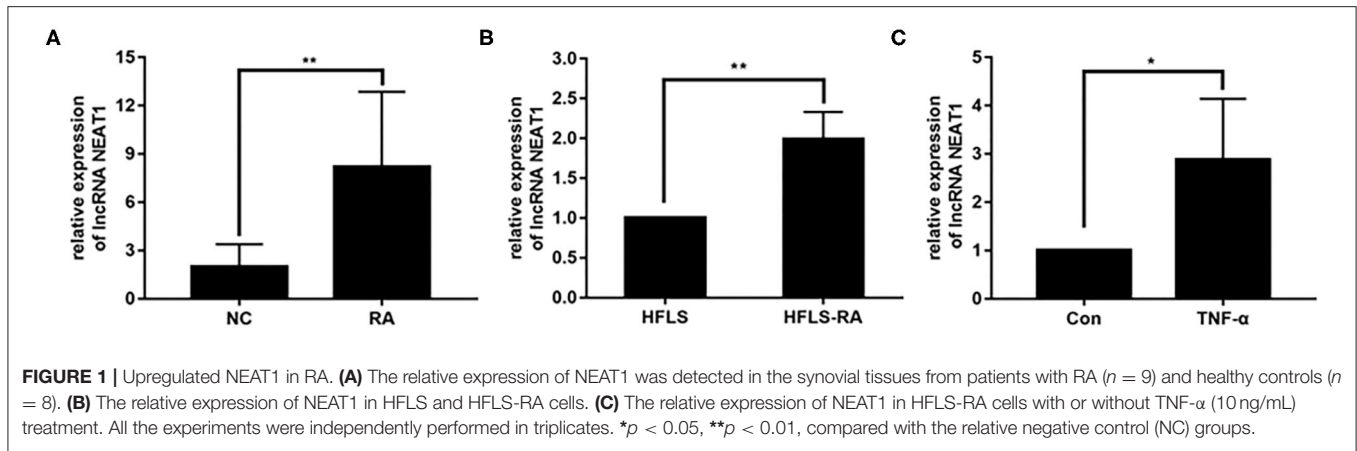 A
relative expression
of lncRNA NEAT1
15
12
9
6
3
0
**
NC
RA
B
relative expression
of lncRNA NEAT1
3.0
2.5
2.0
1.5
1.0
0.5
0.0
**
HFLS
HFLS-RA
C
relative expression
of lncRNA NEAT1
5
4
3
2
1
0
*
Con
TNF-α
FIGURE 1 | Upregulated NEAT1 in RA. (A) The relative expression of NEAT1 was detected in the synovial tissues from patients with RA (n = 9) and healthy controls (n
= 8). (B) The relative expression of NEAT1 in HFLS and HFLS-RA cells. (C) The relative expression of NEAT1 in HFLS-RA cells with or without TNF-α (10 ng/mL)
treatment. All the experiments were independently performed in triplicates. *p < 0.05, **p < 0.01, compared with the relative negative control (NC) groups.